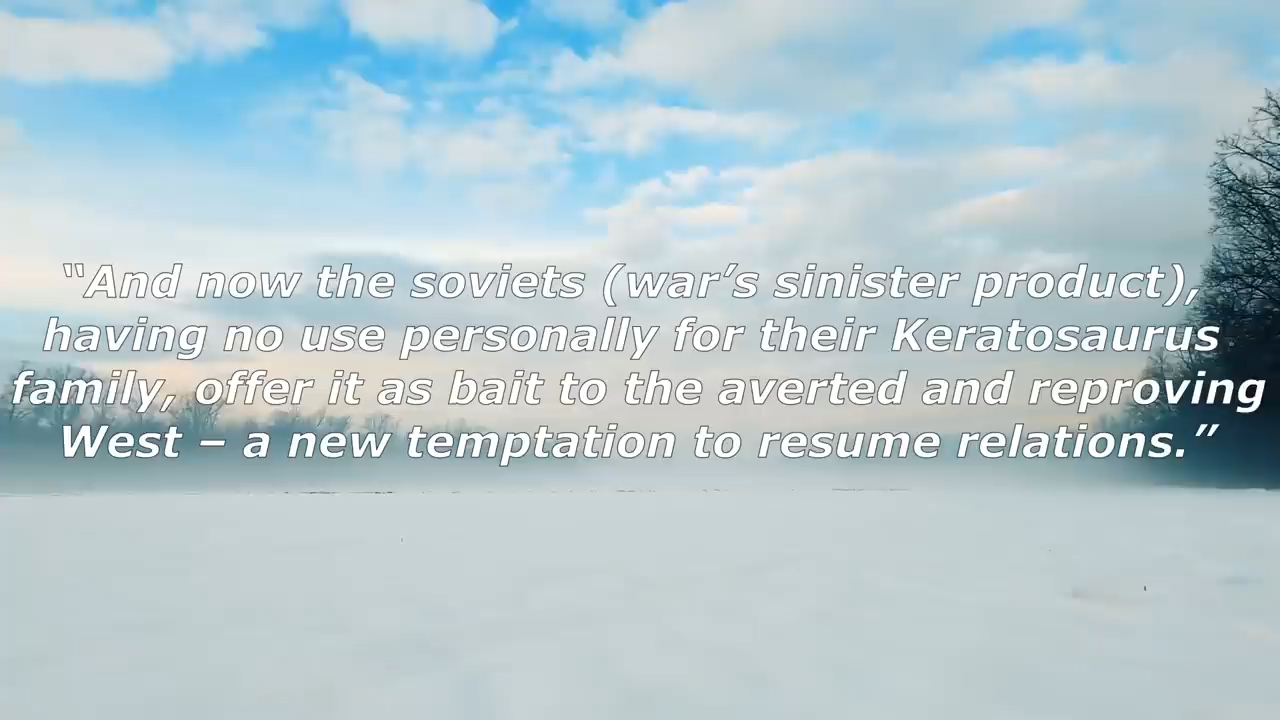 “And now the soviets (war’s sinister product),
having no use personally for their Keratosaurus
family, offer it as bait to the averted and reproving
West – a new temptation to resume relations.”